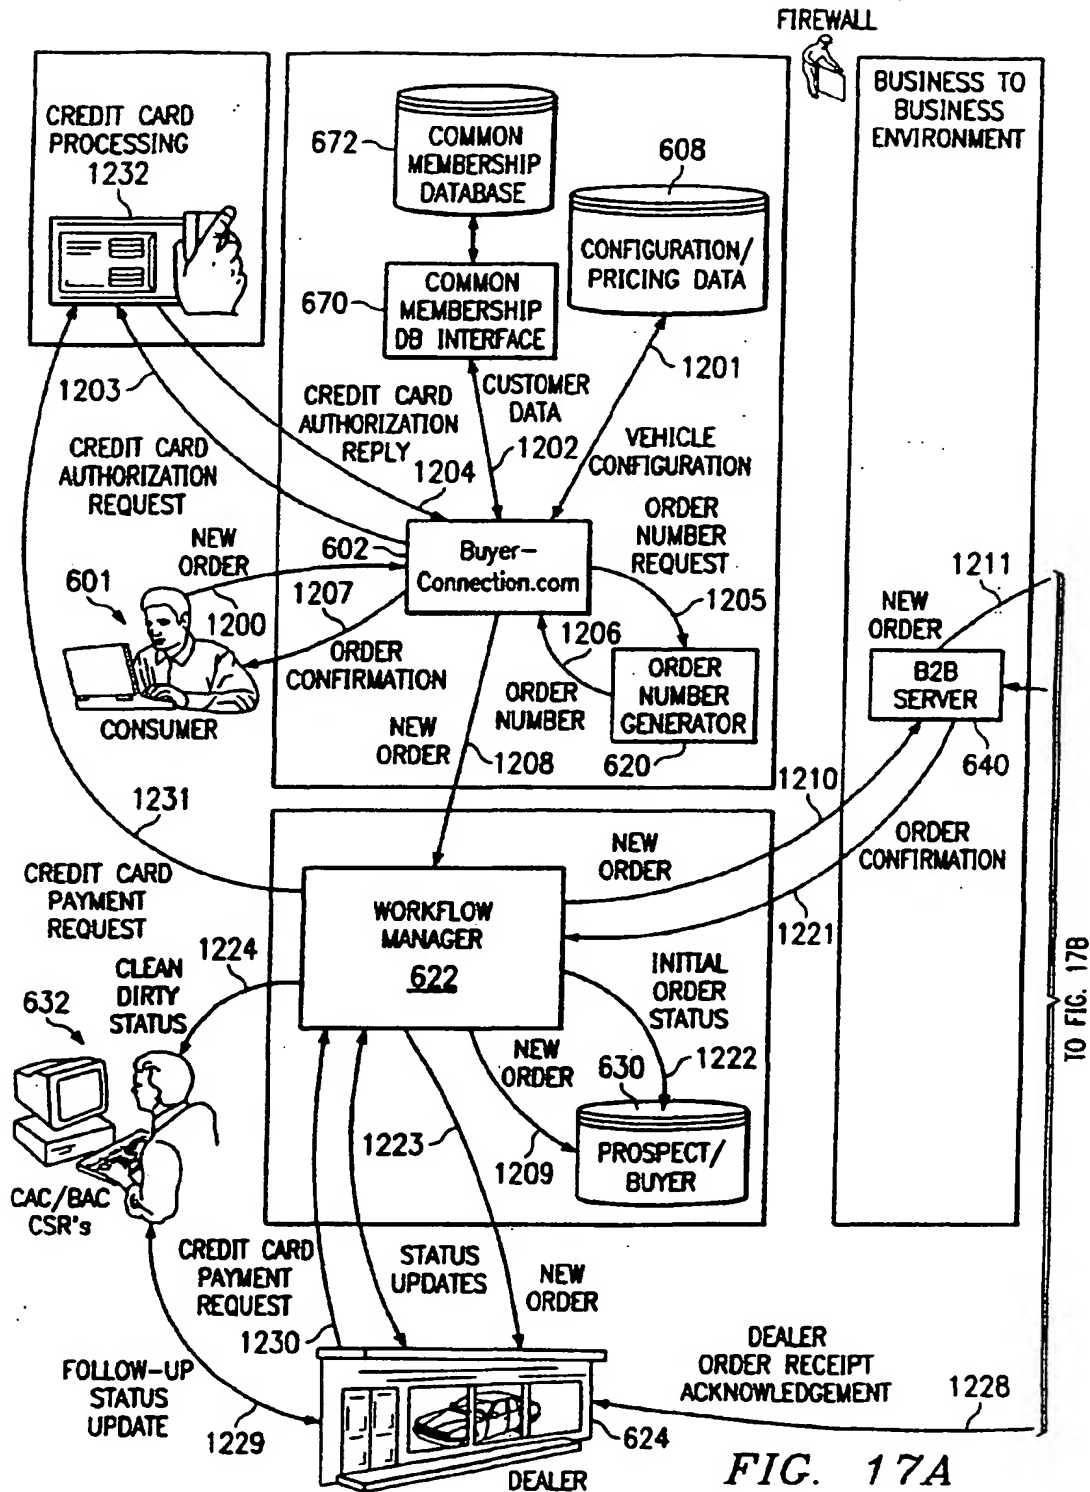 FIREWALL
CREDIT CARD
PROCESSING
1232
672
COMMON
MEMBERSHIP
DATABASE
608
CONFIGURATION/
PRICING DATA
BUSINESS TO
BUSINESS
ENVIRONMENT
670
COMMON
MEMBERSHIP
DB INTERFACE
1201
1203
CREDIT CARD
AUTHORIZATION
REPLY
1204
CUSTOMER
DATA
1202
VEHICLE
CONFIGURATION
CREDIT CARD
AUTHORIZATION
REQUEST
ORDER
NUMBER
REQUEST
NEW
ORDER
602
Buyer-
Connection.com
1205
1211
601
1200
1207
1206
NEW
ORDER
ORDER
CONFIRMATION
ORDER
NUMBER
ORDER
NUMBER
GENERATOR
B2B
SERVER
CONSUMER
NEW
ORDER
1208
620
640
1231
1210
NEW
ORDER
ORDER
CONFIRMATION
CREDIT CARD
PAYMENT
REQUEST
WORKFLOW
MANAGER
622
1221
1224
CLEAN
DIRTY
STATUS
INITIAL
ORDER
STATUS
TO FIG. 17B
632
NEW
ORDER
630
1222
1223
1209
PROSPECT/
BUYER
CAC/BAC
CSR's
CREDIT CARD
PAYMENT
REQUEST
1230
STATUS
UPDATES
NEW
ORDER
DEALER
ORDER RECEIPT
ACKNOWLEDGEMENT
1228
FOLLOW-UP
STATUS
UPDATE
1229
624
DEALER
FIG. 17A